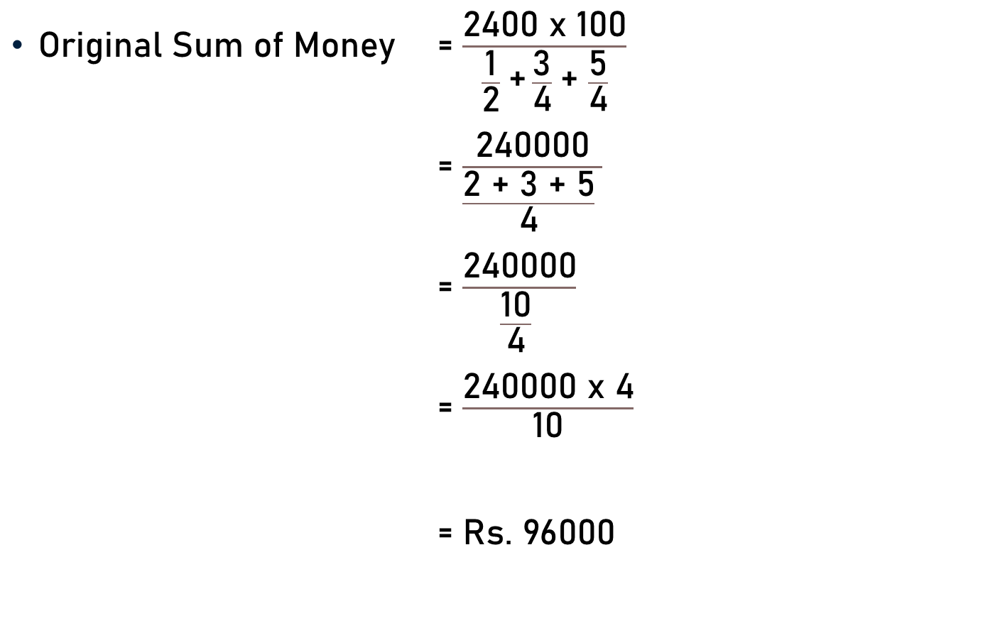 • Original Sum of Money = 2400 x 100
1/2 + 3/4 + 5/4
= 240000
2 + 3 + 5
4
= 240000
10
4
= 240000 x 4
10
= Rs. 96000